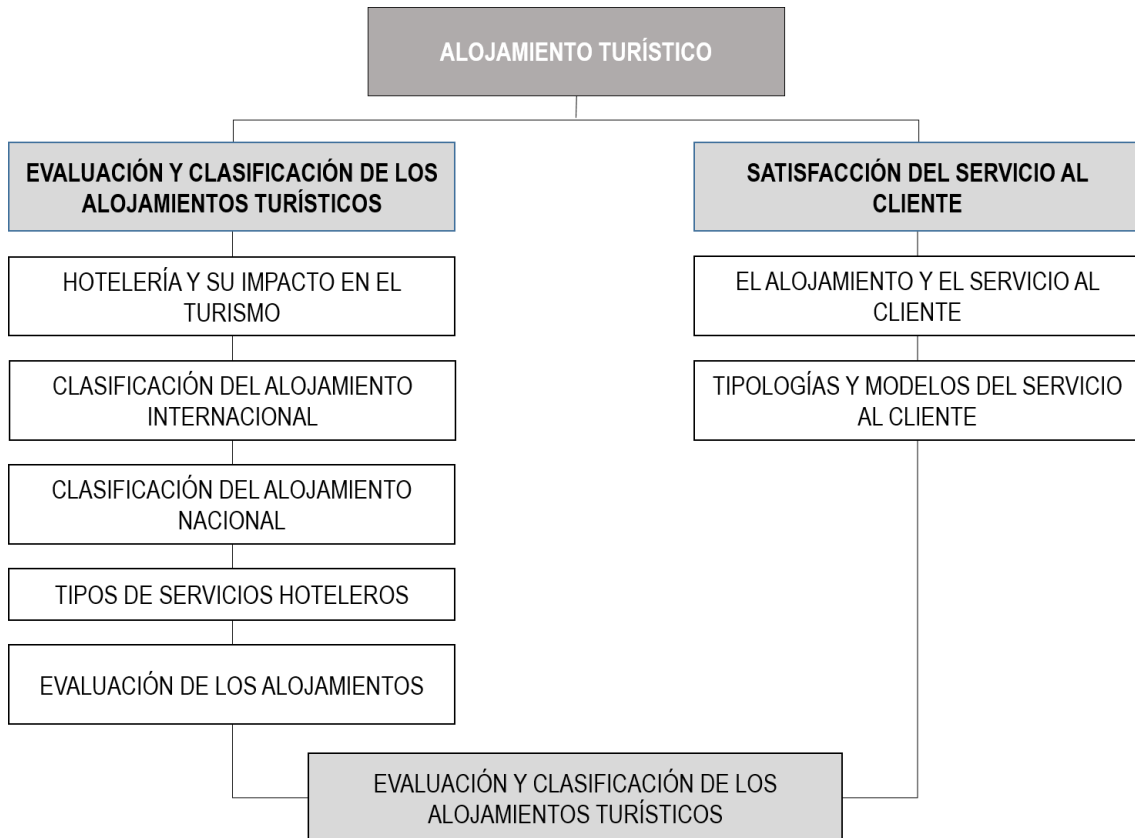 ALOJAMIENTO TURÍSTICO
EVALUACIÓN Y CLASIFICACIÓN DE LOS
ALOJAMIENTOS TURÍSTICOS
HOTELERÍA Y SU IMPACTO EN EL
TURISMO
CLASIFICACIÓN DEL ALOJAMIENTO
INTERNACIONAL
CLASIFICACIÓN DEL ALOJAMIENTO
NACIONAL
TIPOS DE SERVICIOS HOTELEROS
EVALUACIÓN DE LOS ALOJAMIENTOS
SATISFACCIÓN DEL SERVICIO AL
CLIENTE
EL ALOJAMIENTO Y EL SERVICIO AL
CLIENTE
TIPOLOGÍAS Y MODELOS DEL SERVICIO
AL CLIENTE
EVALUACIÓN Y CLASIFICACIÓN DE LOS
ALOJAMIENTOS TURÍSTICOS